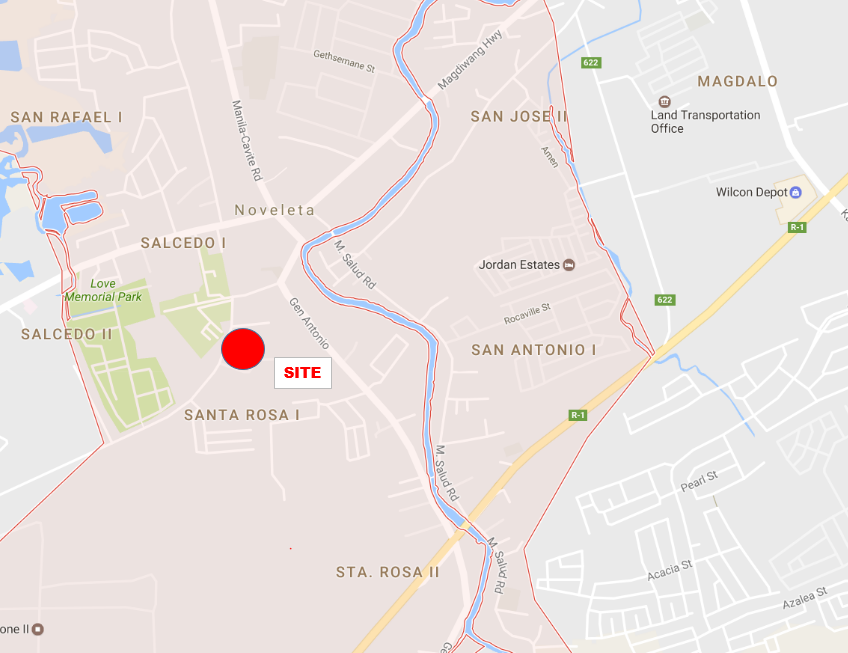 Gethsemane St
Magdiwang Hwy
622
MAGDALO
SAN RAFAEL I
Manila-Cavite Rd
SAN JOSE II
Land Transportation
Office
Amen
Wilcon Depot
Noveleta
R-1
SALCEDO I
M. Salud Rd
Jordan Estates
Love
Memorial Park
Gen Antonio
622
Rocaville St
SALCEDO II
SAN ANTONIO I
SITE
SANTA ROSA I
R-1
M. Salud Rd
Pearl St
STA. ROSA II
M. Salud Rd
Acacia St
Azalea St
one II
Ge